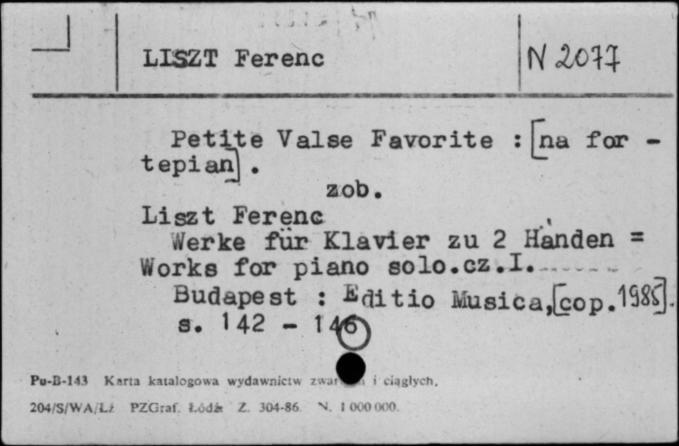 LISZT Ferenc
N 2077
Petite Valse Favorite : [na for -
tepian] .
zob.
Liszt Ferenc
Werke für Klavier zu 2 Händen =
Works for piano solo.cz.I.
Budapest : Editio Musica,[cop.1985].
s. 142 - 146
Pu-B-143 Karta katalogowa wydawnictw i ciągłych.
204/S/WA/Lź PZGraf. Łódź Z. 304-86. N. 1 000 000.